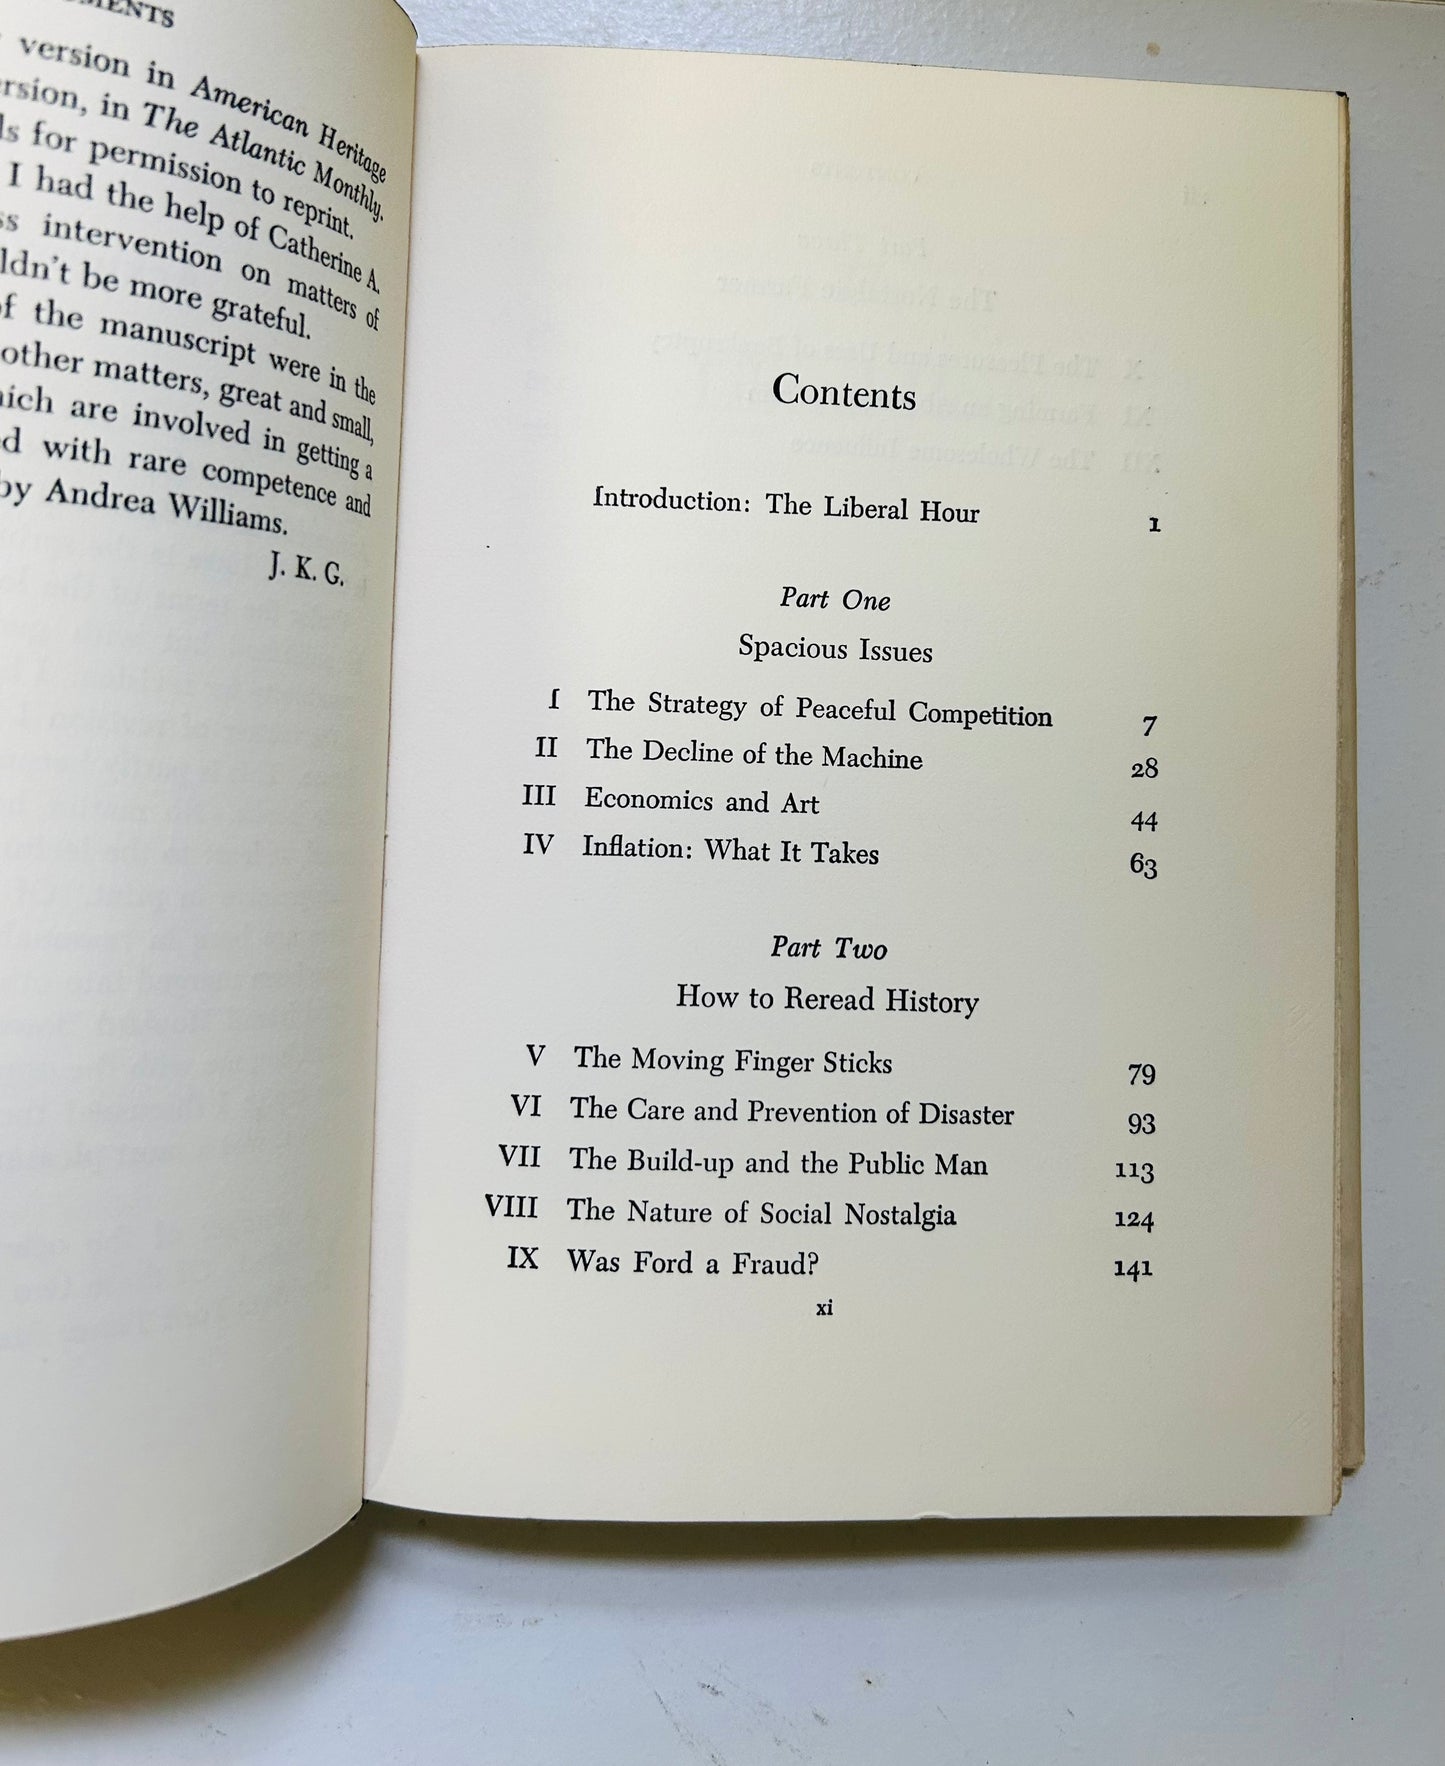 version in American Heritage
in The Atlantic Monthly.
for permission to reprint.
I had the help of Catherine A.
intervention on matters of
be more grateful.
the manuscript were in the
other matters, great and small,
are involved in getting a
with rare competence and
by Andrea Williams.
J. K. G.
Contents
Introduction: The Liberal Hour 1
Part One
Spacious Issues
I The Strategy of Peaceful Competition 7
II The Decline of the Machine 28
III Economics and Art 44
IV Inflation: What It Takes 63
Part Two
How to Reread History
V The Moving Finger Sticks 79
VI The Care and Prevention of Disaster 93
VII The Build-up and the Public Man 113
VIII The Nature of Social Nostalgia 124
IX Was Ford a Fraud? 141
xi